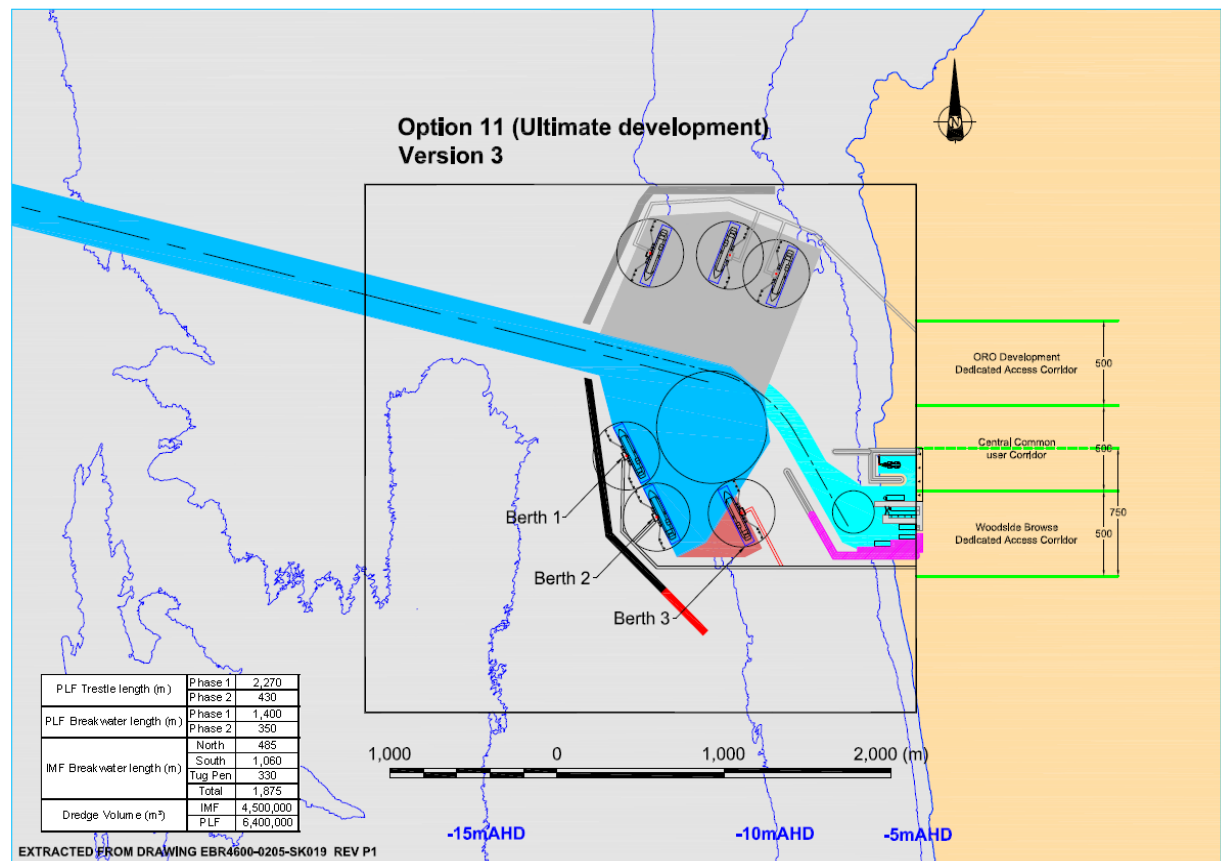 Option 11 (Ultimate development)
Version 3
N
ORO Development
Dedicated Access Corridor
500
Central Common
user Corridor
500
750
Woodside Browse
Dedicated Access Corridor
500
Berth 1
Berth 2
Berth 3
PLF Trestle length (m) Phase 1 2,270
Phase 2 430
PLF Breakwater length (m) Phase 1 1,400
Phase 2 350
IMF Breakwater length (m) North 485
South 1,060
Tug Pen 330
Total 1,875
Dredge Volume (m³) IMF 4,500,000
PLF 6,400,000
1,000 0 1,000 2,000 (m)
-15mAHD -10mAHD -5mAHD
EXTRACTED FROM DRAWING EBR4600-0205-SK019 REV P1